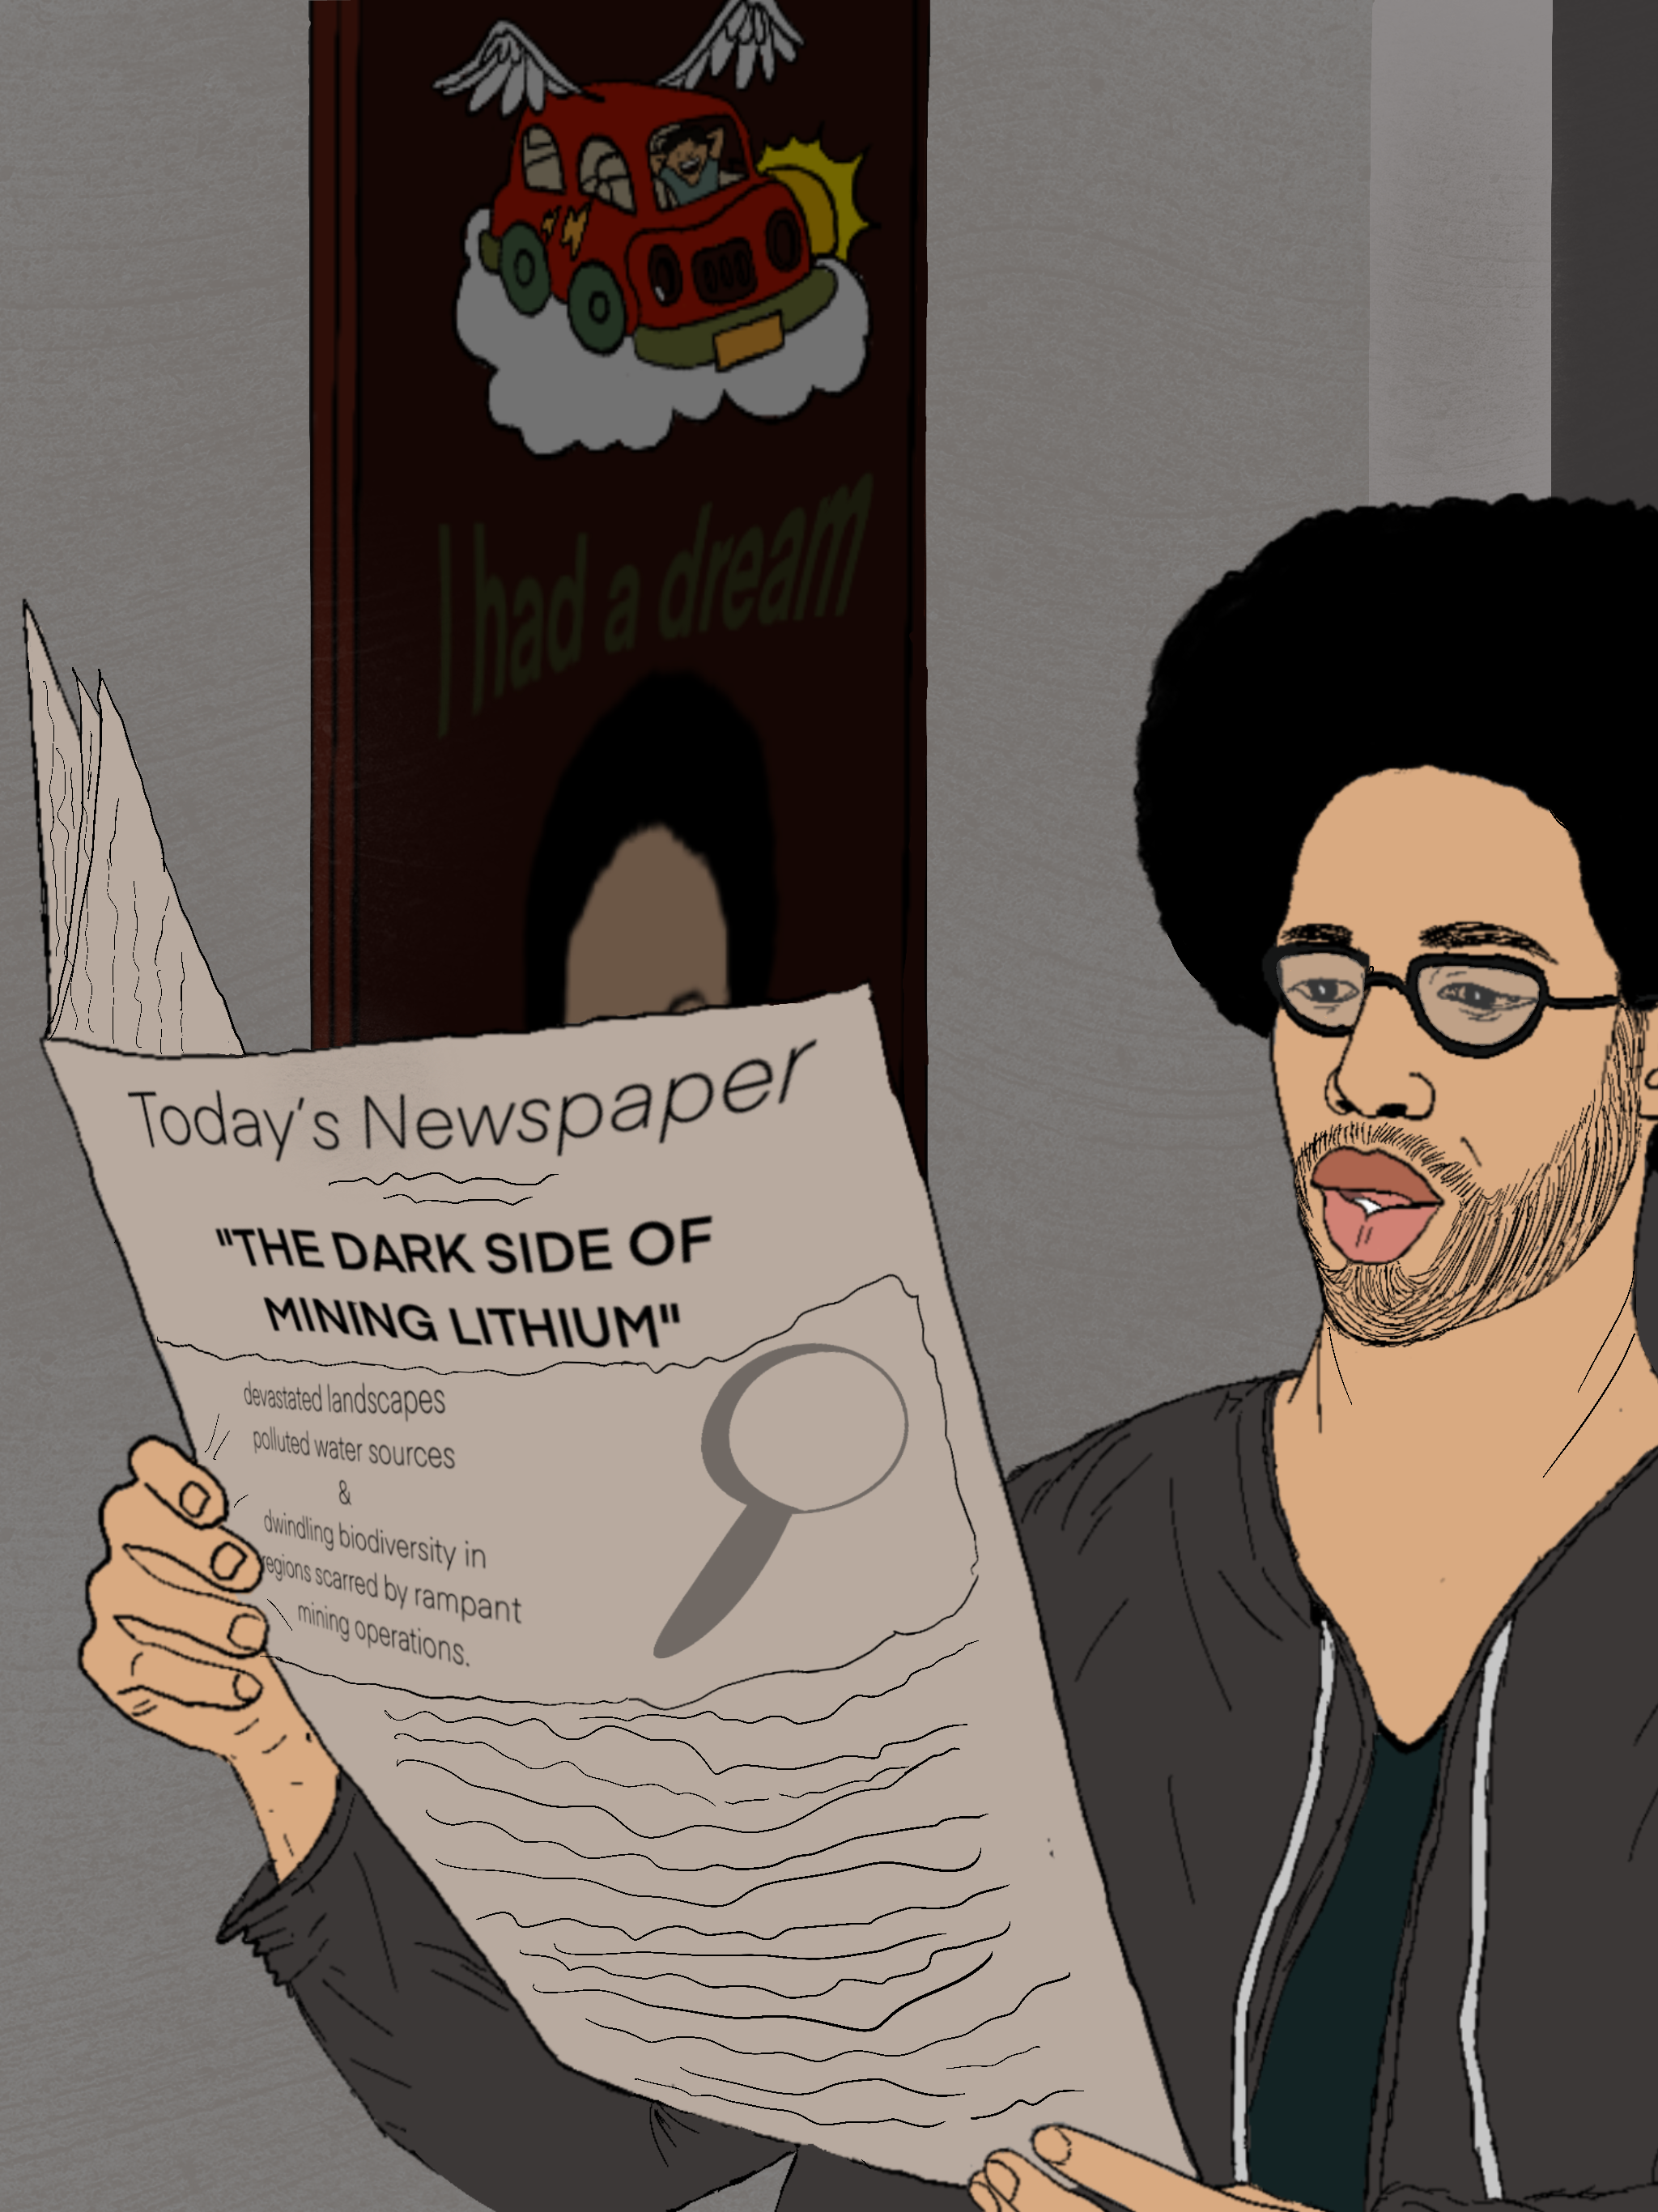 I had a dream
Today's Newspaper
"THE DARK SIDE OF
MINING LITHIUM"
devastated landscapes
polluted water sources
&
dwindling biodiversity in
regions scarred by rampant
mining operations.